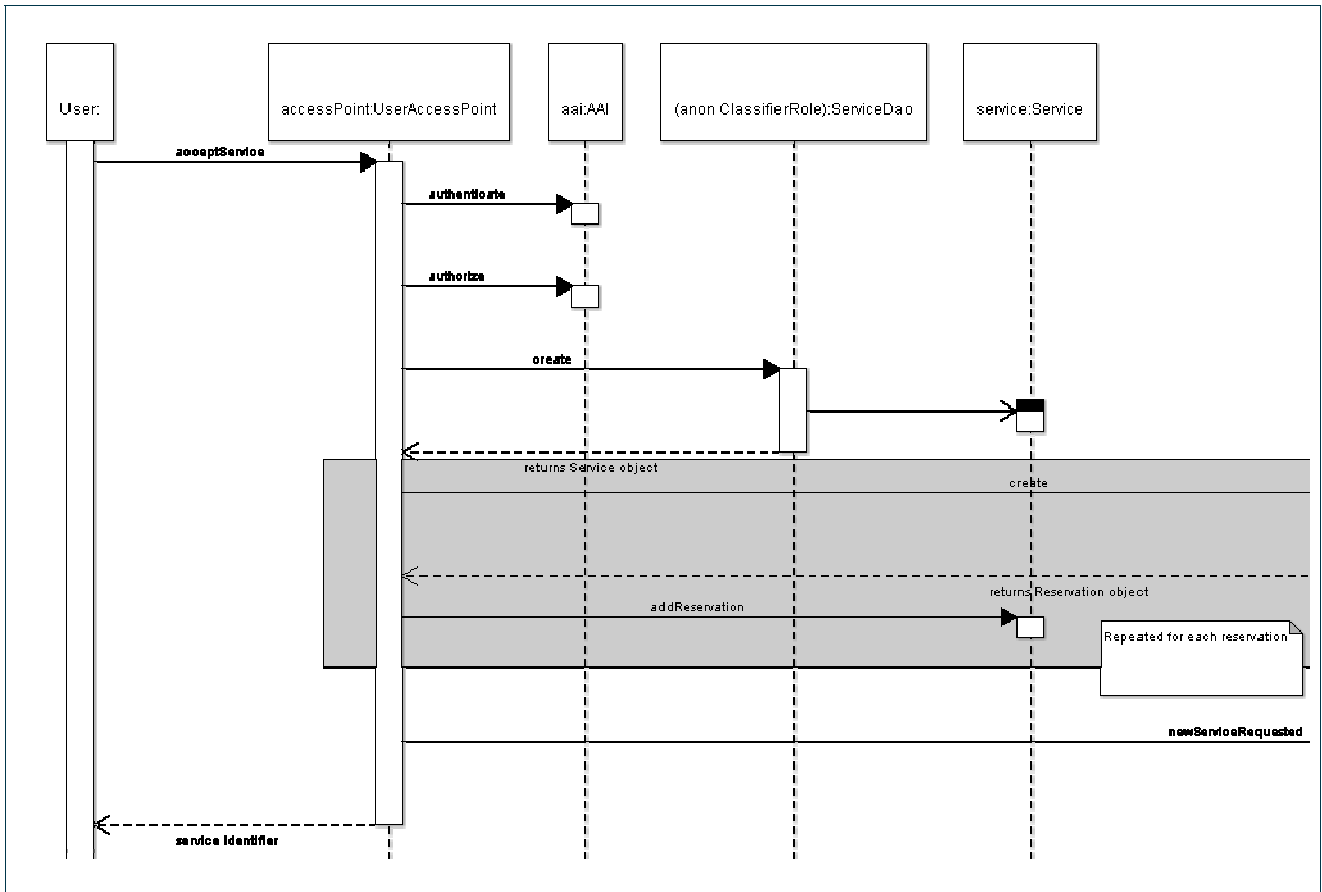 User:
accessPoint:UserAccessPoint
aai:AAI
(anon ClassifierRole):ServiceDao
service:Service
acceptService
authenticate
authorize
create
returns Service object
create
returns Reservation object
addReservation
Repeated for each reservation
newServiceRequested
service identifier